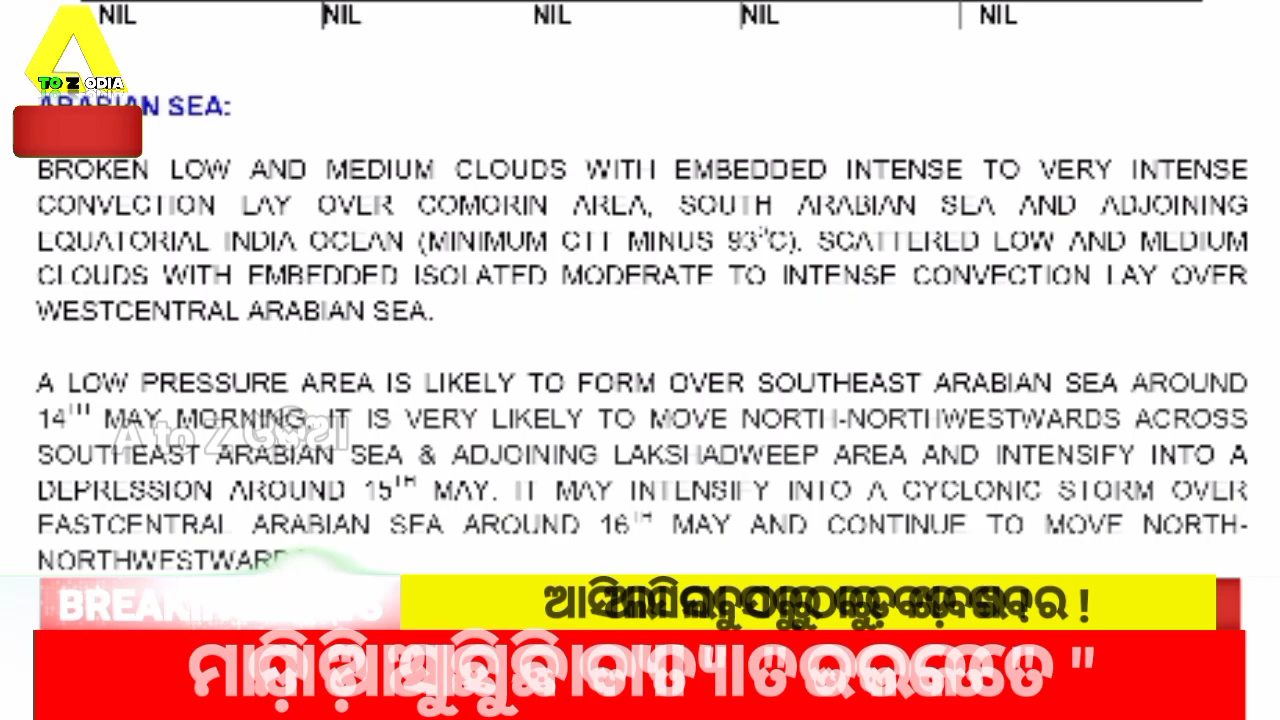 NIL NIL NIL NIL NIL
TO Z ODIA
ARABIAN SEA:
BROKEN LOW AND MEDIUM CLOUDS WITH EMBEDDED INTENSE TO VERY INTENSE
CONVECTION LAY OVER COMORIN AREA, SOUTH ARABIAN SEA AND ADJOINING
EQUATORIAL INDIA OCEAN (MINIMUM CTT MINUS 93°C). SCATTERED LOW AND MEDIUM
CLOUDS WITH EMBEDDED ISOLATED MODERATE TO INTENSE CONVECTION LAY OVER
WESTCENTRAL ARABIAN SEA.
A LOW PRESSURE AREA IS LIKELY TO FORM OVER SOUTHEAST ARABIAN SEA AROUND
14TH MAY MORNING. IT IS VERY LIKELY TO MOVE NORTH-NORTHWESTWARDS ACROSS
A to Z ଓଡ଼ିଆ
SOUTHEAST ARABIAN SEA & ADJOINING LAKSHADWEEP AREA AND INTENSIFY INTO A
DEPRESSION AROUND 15TH MAY. IT MAY INTENSIFY INTO A CYCLONIC STORM OVER
EASTCENTRAL ARABIAN SEA AROUND 16TH MAY AND CONTINUE TO MOVE NORTH-
NORTHWESTWARD